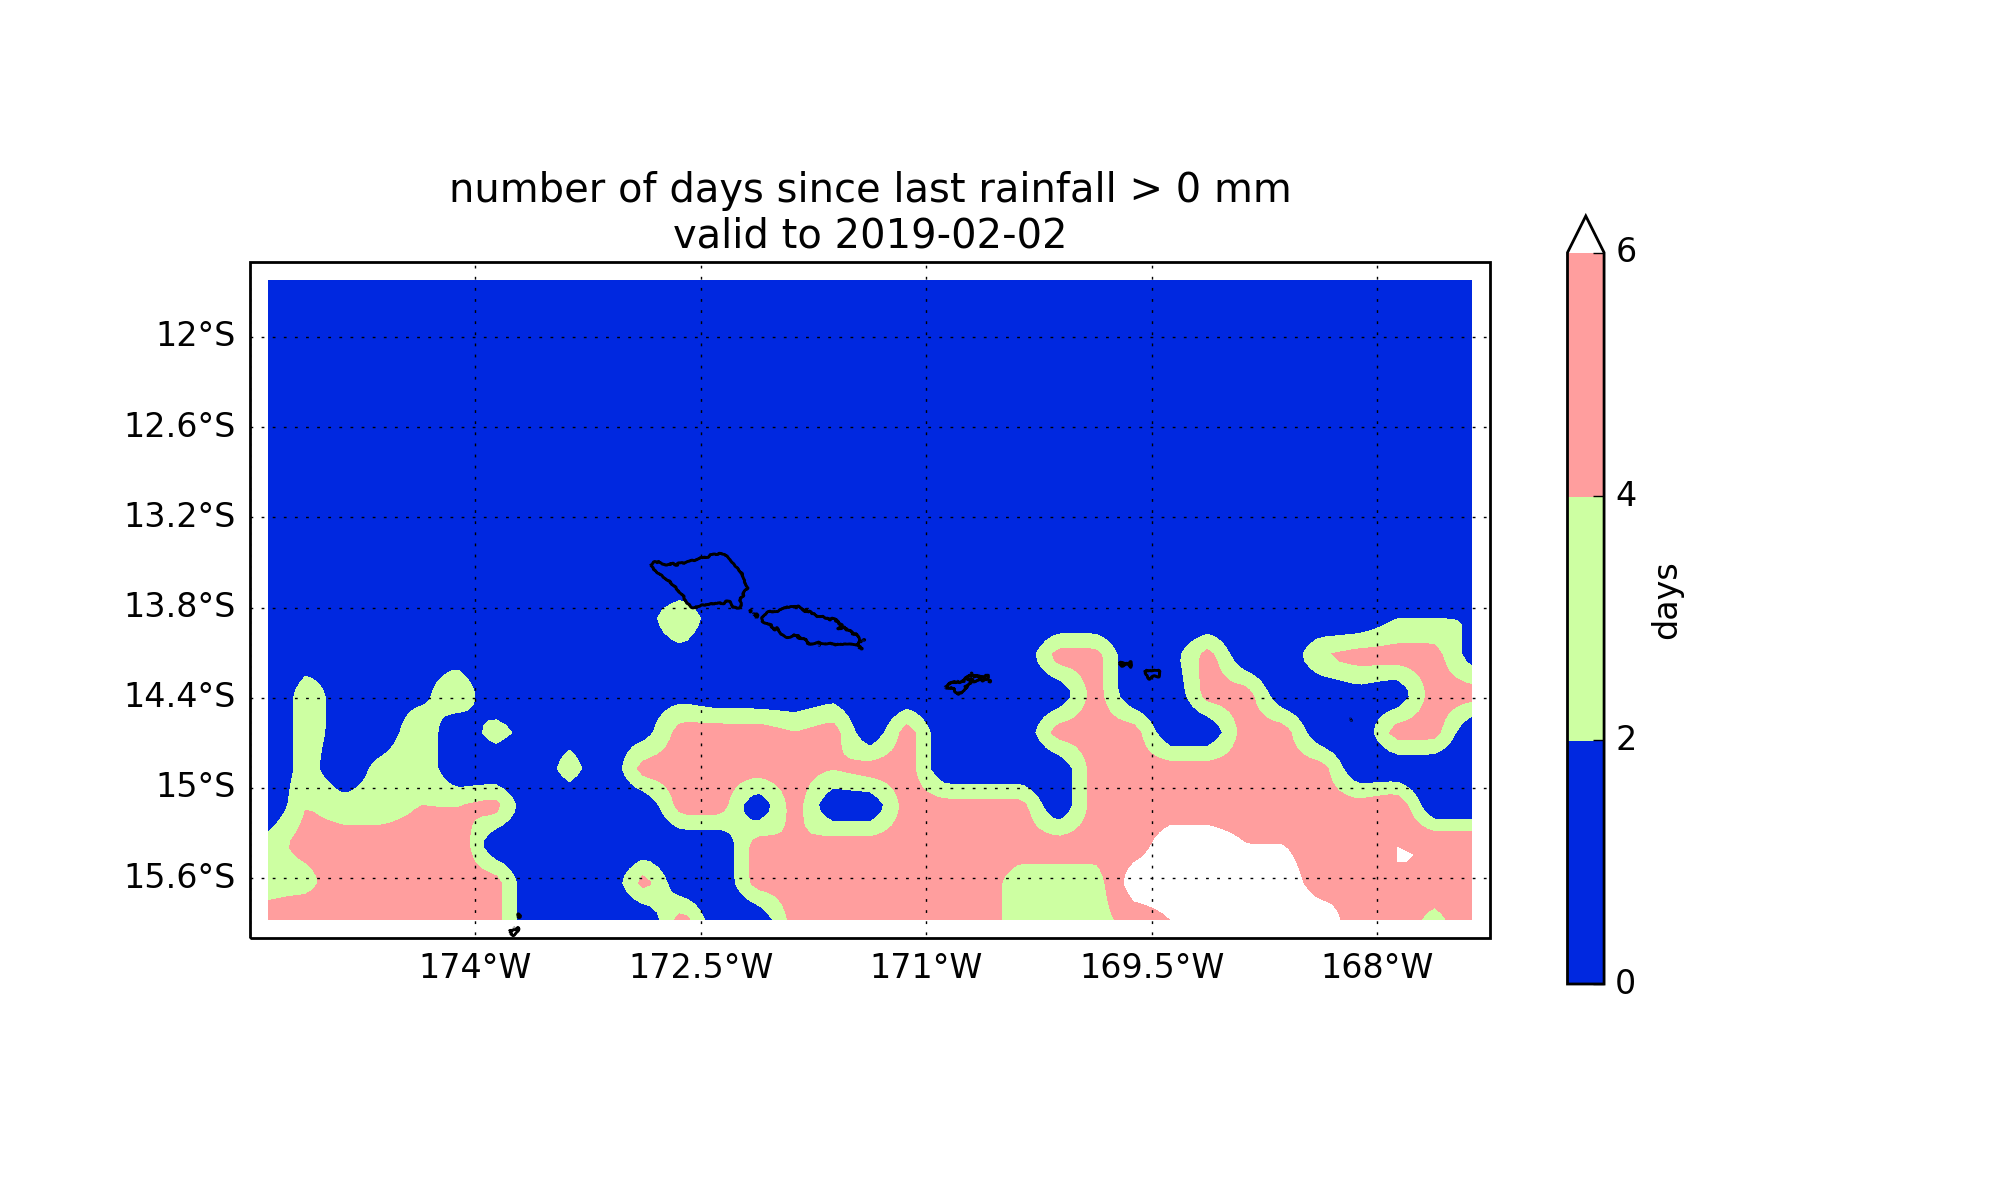 number of days since last rainfall > 0 mm
valid to 2019-02-02
12°S
12.6°S
13.2°S
13.8°S
14.4°S
15°S
15.6°S
174°W
172.5°W
171°W
169.5°W
168°W
6
4
2
0
days